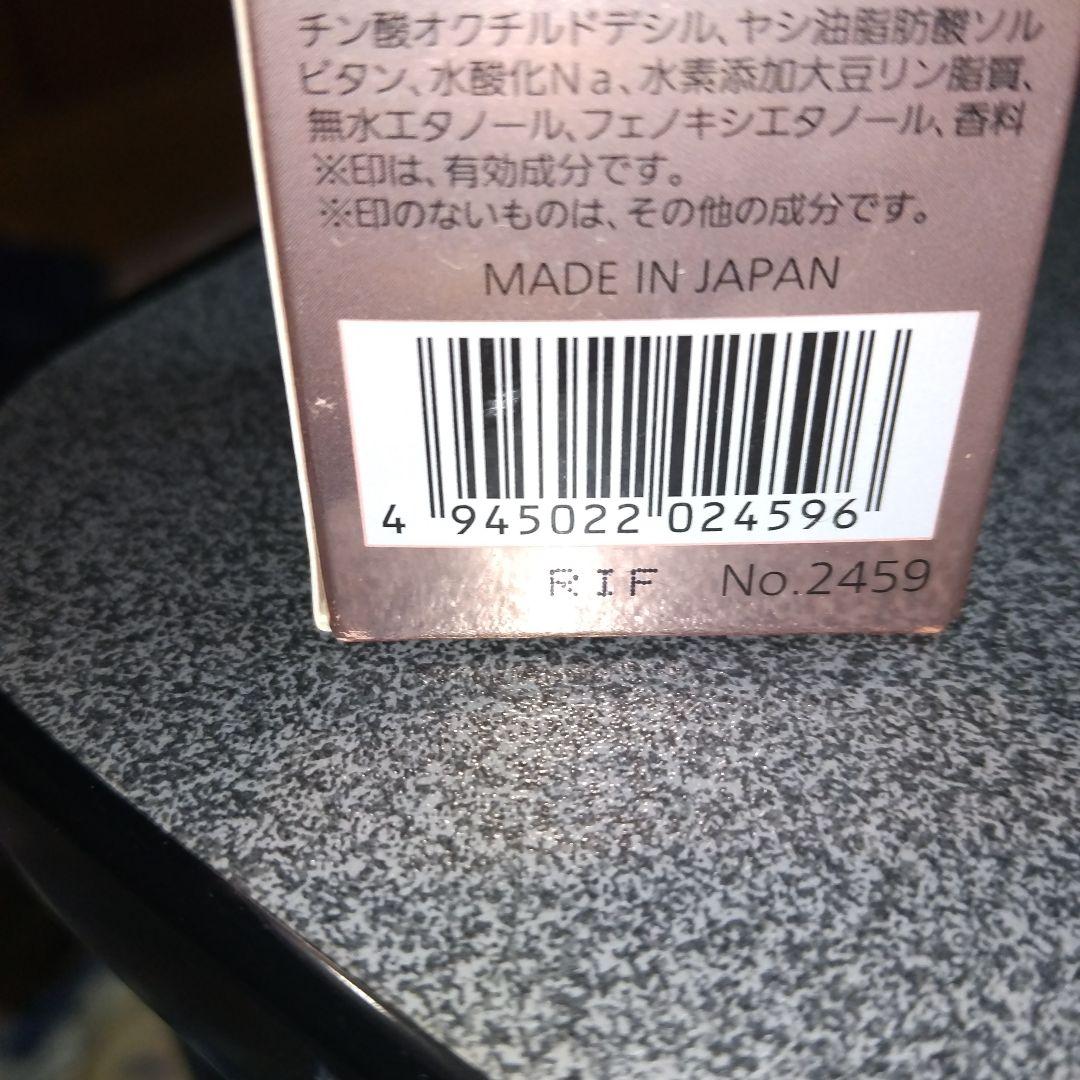 チン酸オクチルドデシル、ヤシ油脂肪酸ソル
ビタン、水酸化Na、水素添加大豆リン脂質、
無水エタノール、フェノキシエタノール、香料
※印は、有効成分です。
※印のないものは、その他の成分です。
MADE IN JAPAN
4 945022 024596
RIF No.2459